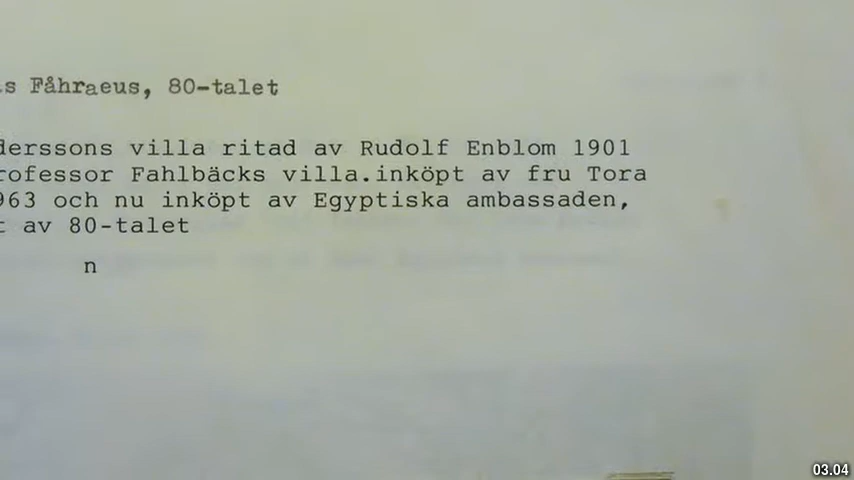 s Fåhraeus, 80-talet
derssons villa ritad av Rudolf Enblom 1901
rofessor Fahlbäcks villa.inköpt av fru Tora
963 och nu inköpt av Egyptiska ambassaden,
t av 80-talet
n
03.04